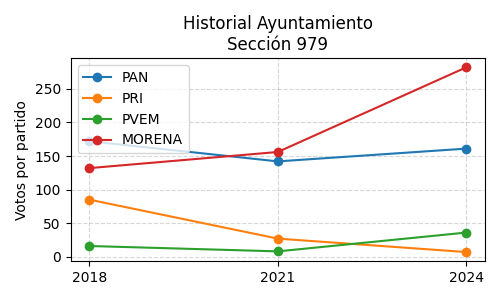 Historial Ayuntamiento
Sección 979
Votos por partido
250
200
150
100
50
0
PAN
PRI
PVEM
MORENA
2018
2021
2024